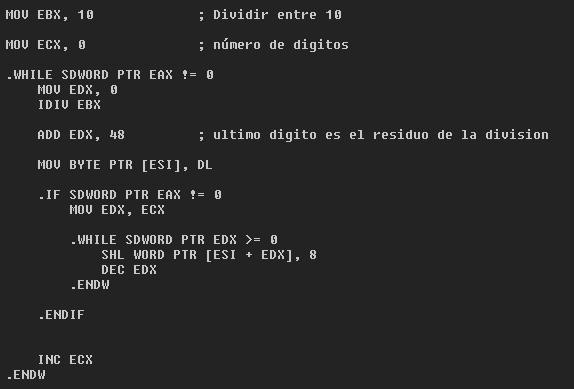 MOV EBX, 10 ; Dividir entre 10
MOV ECX, 0 ; número de digitos
.WHILE SDWORD PTR EAX != 0
MOV EDX, 0
IDIV EBX
ADD EDX, 48 ; ultimo digito es el residuo de la division
MOV BYTE PTR [ESI], DL
.IF SDWORD PTR EAX != 0
MOV EDX, ECX
.WHILE SDWORD PTR EDX >= 0
SHL WORD PTR [ESI + EDX], 8
DEC EDX
.ENDW
.ENDIF
INC ECX
.ENDW